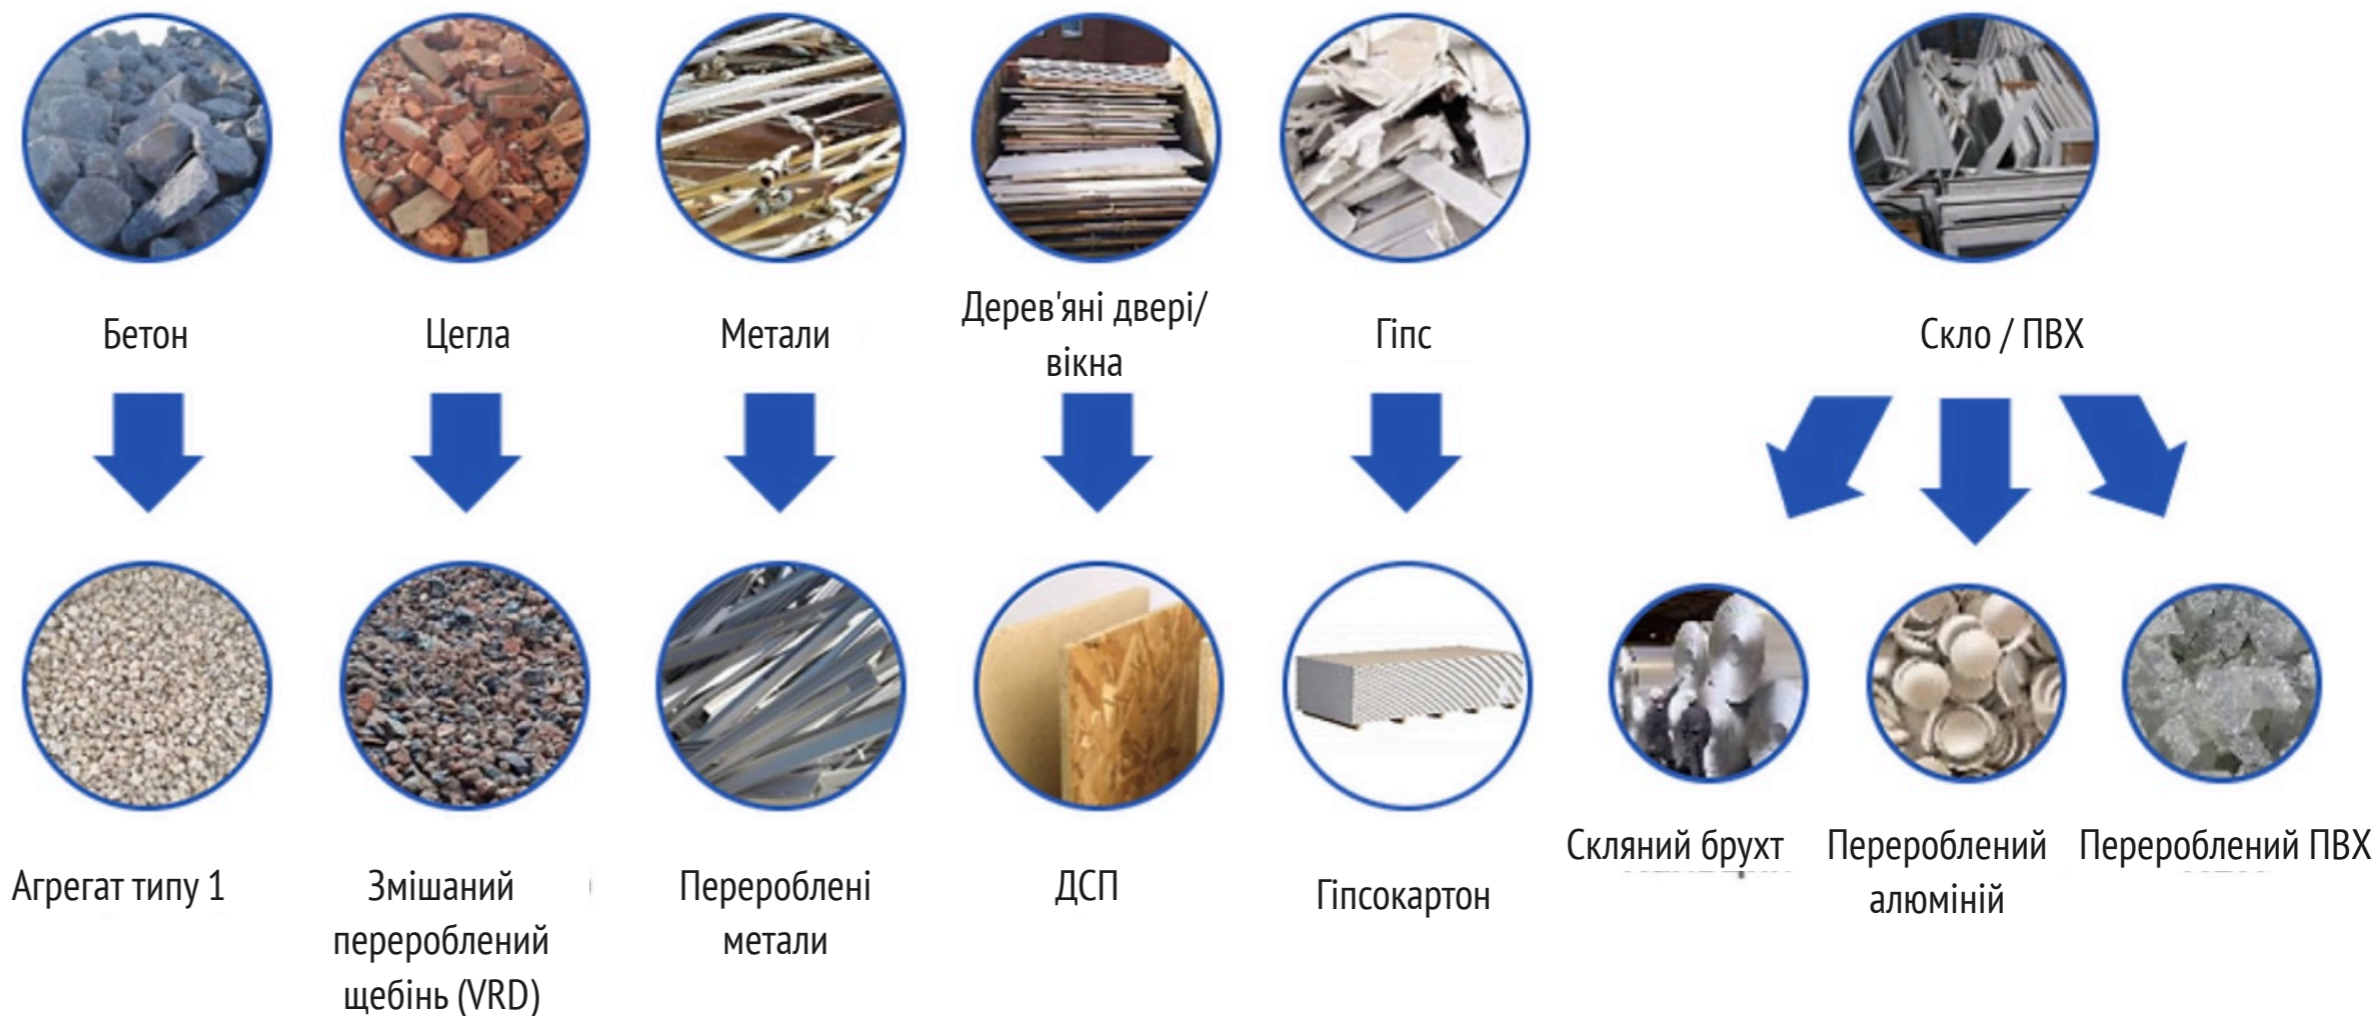 Бетон
Цегла
Метали
Дерев'яні двері/
вікна
Гіпс
Скло / ПВХ
Агрегат типу 1
Змішаний
перероблений
щебінь (VRD)
Перероблені
метали
ДСП
Гіпсокартон
Скляний брухт
Перероблений
алюміній
Перероблений ПВХ